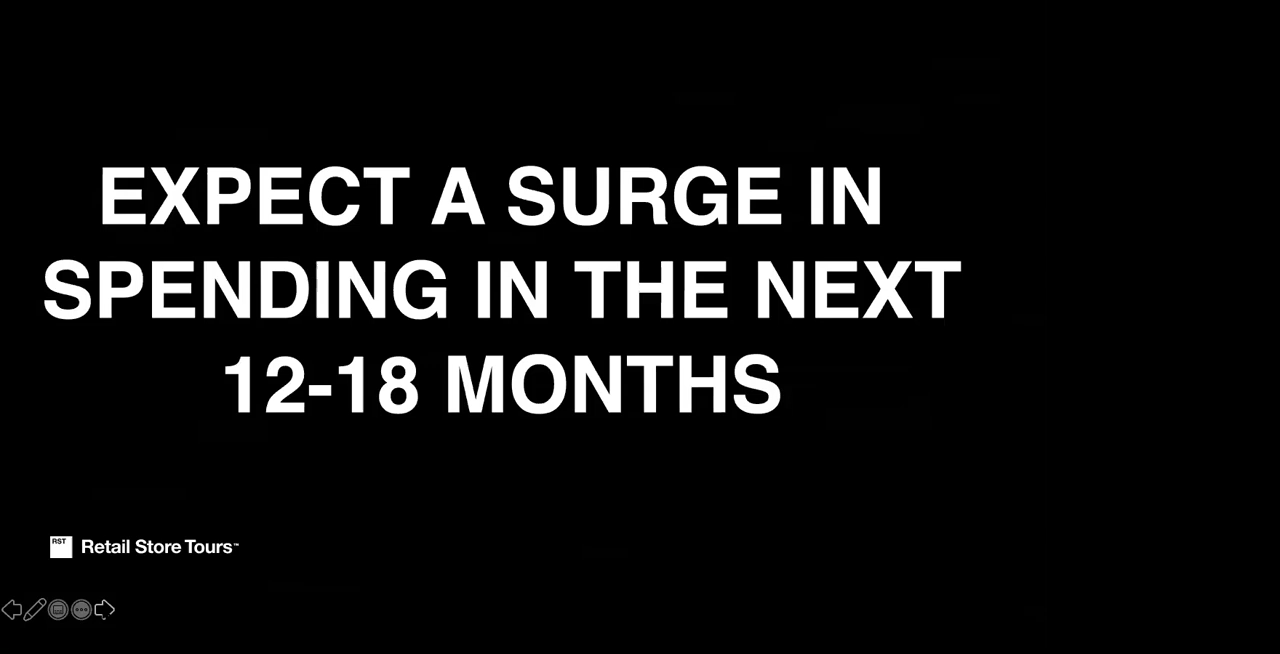 EXPECT A SURGE IN
SPENDING IN THE NEXT
12-18 MONTHS
RST Retail Store Tours™